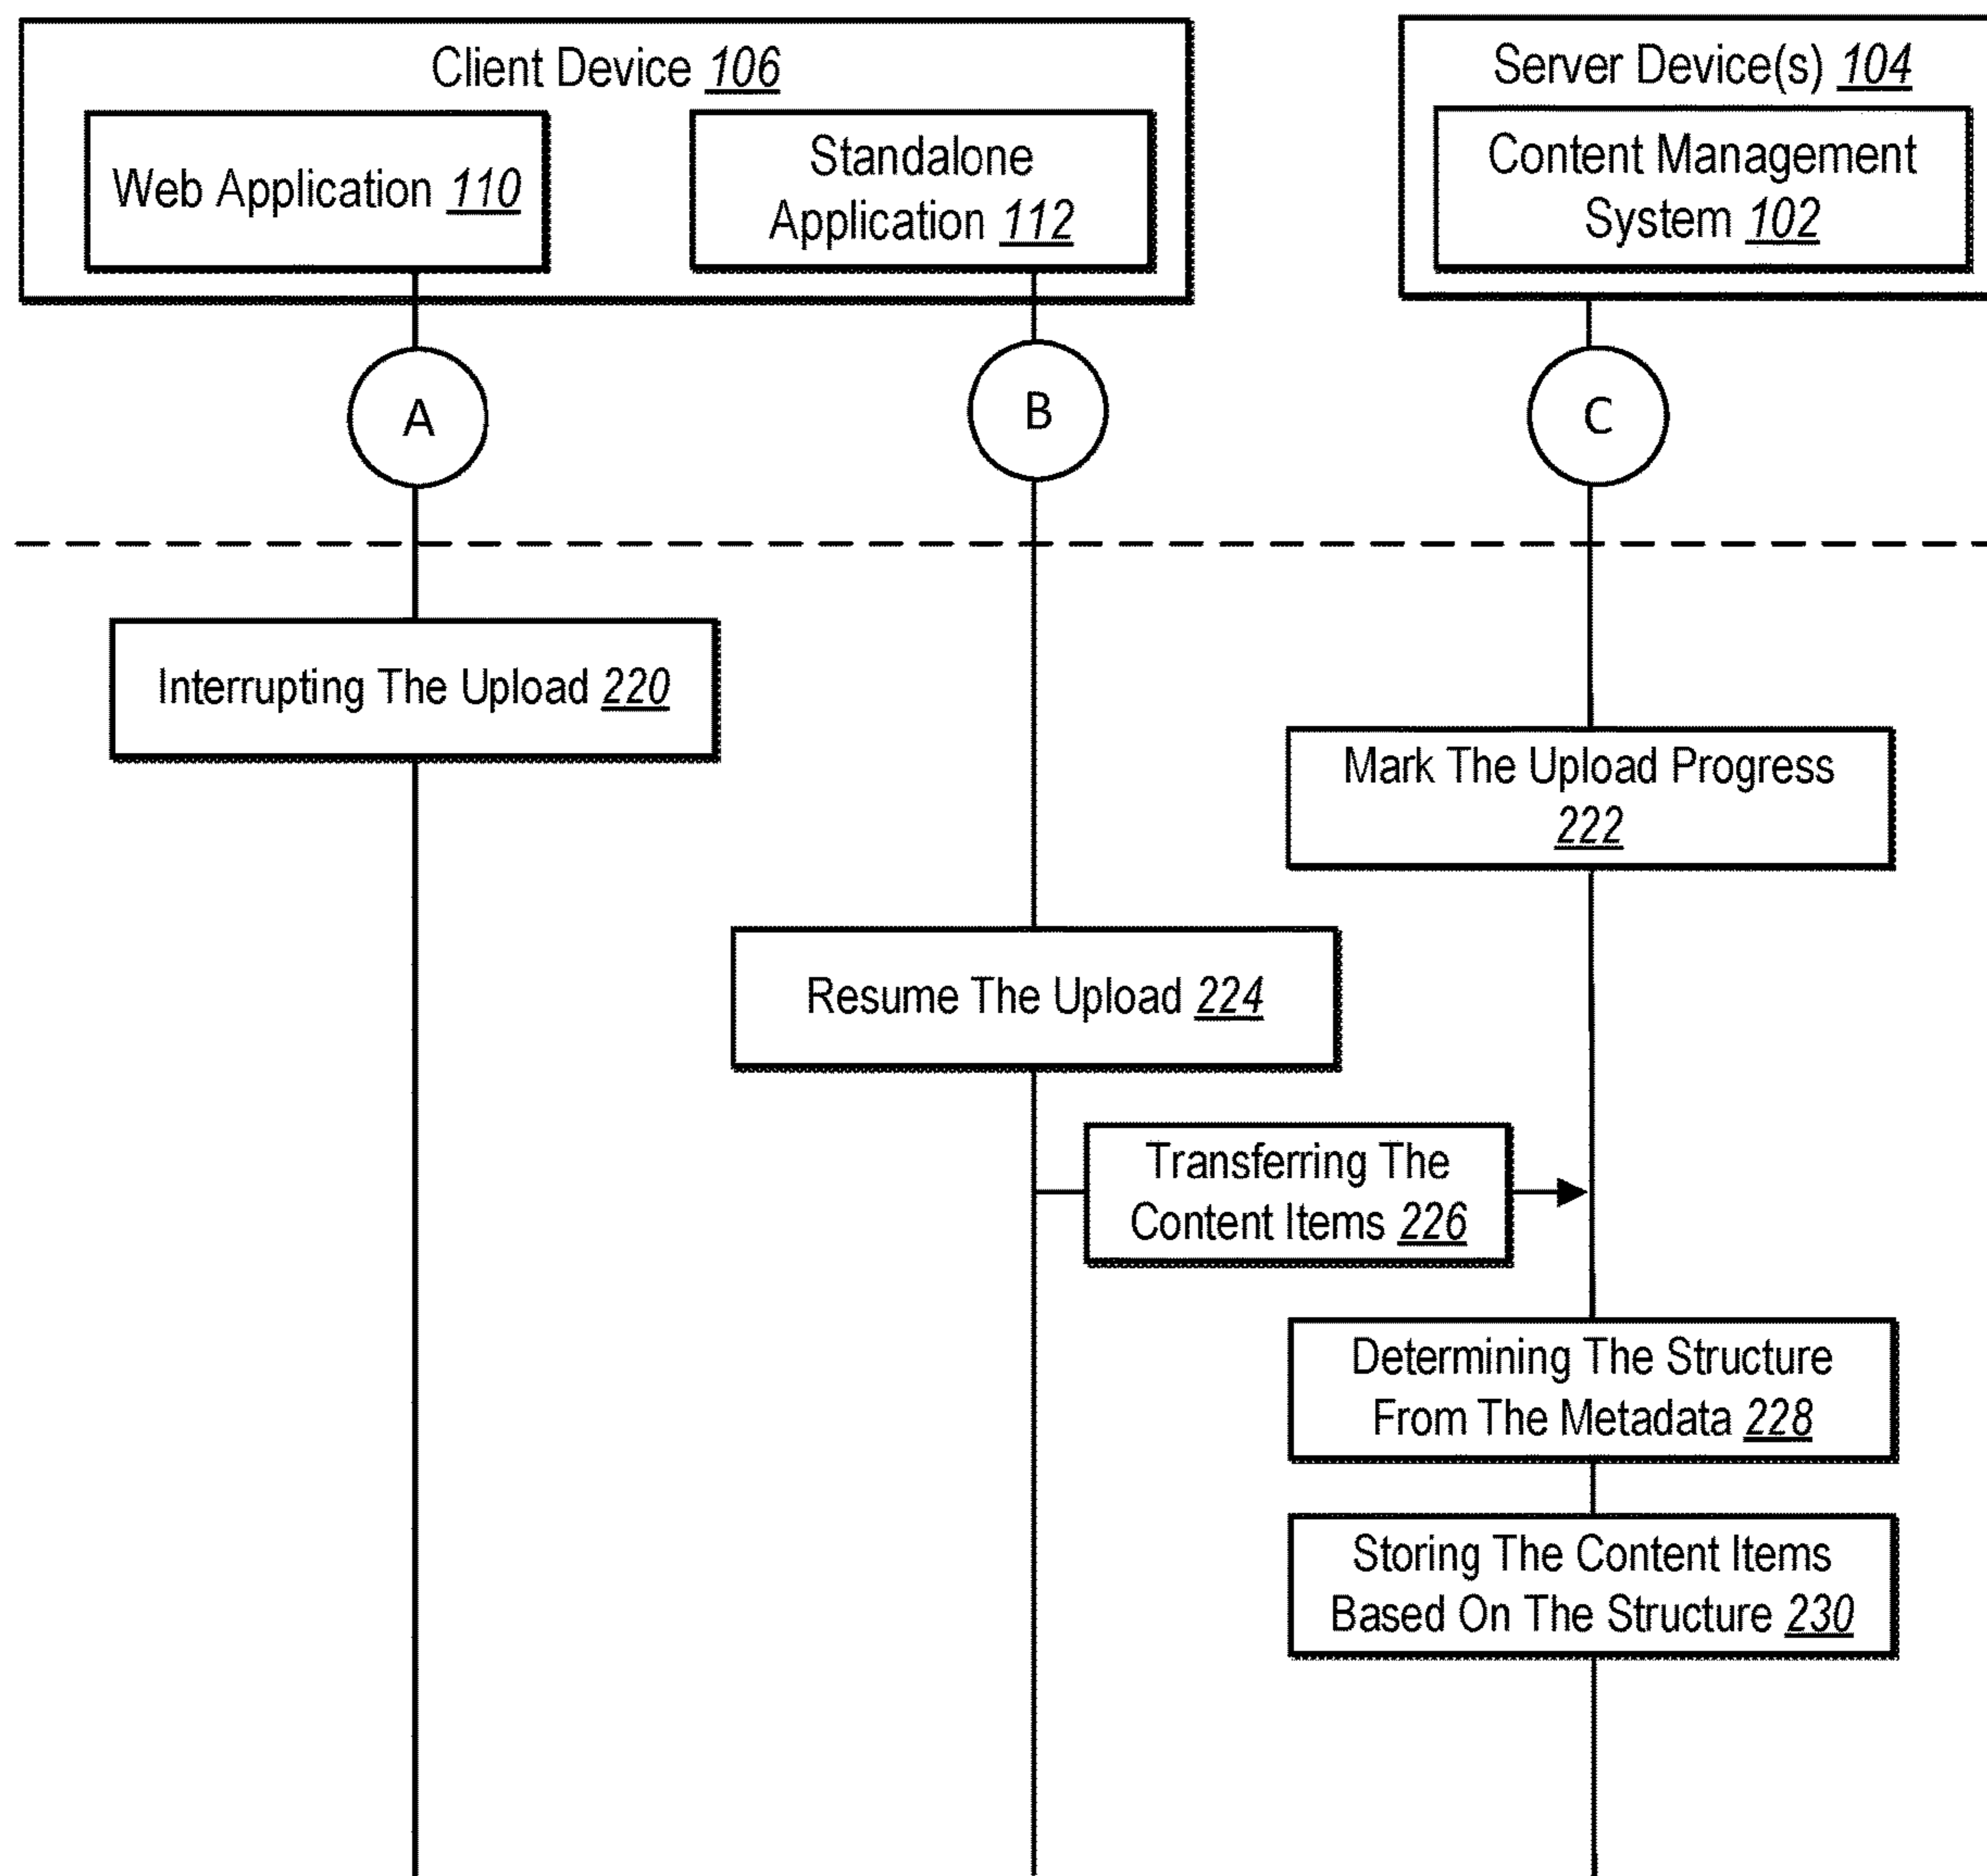 Client Device 106
Web Application 110
Standalone
Application 112
Server Device(s) 104
Content Management
System 102
A
B
C
Interrupting The Upload 220
Mark The Upload Progress
222
Resume The Upload 224
Transferring The
Content Items 226
Determining The Structure
From The Metadata 228
Storing The Content Items
Based On The Structure 230